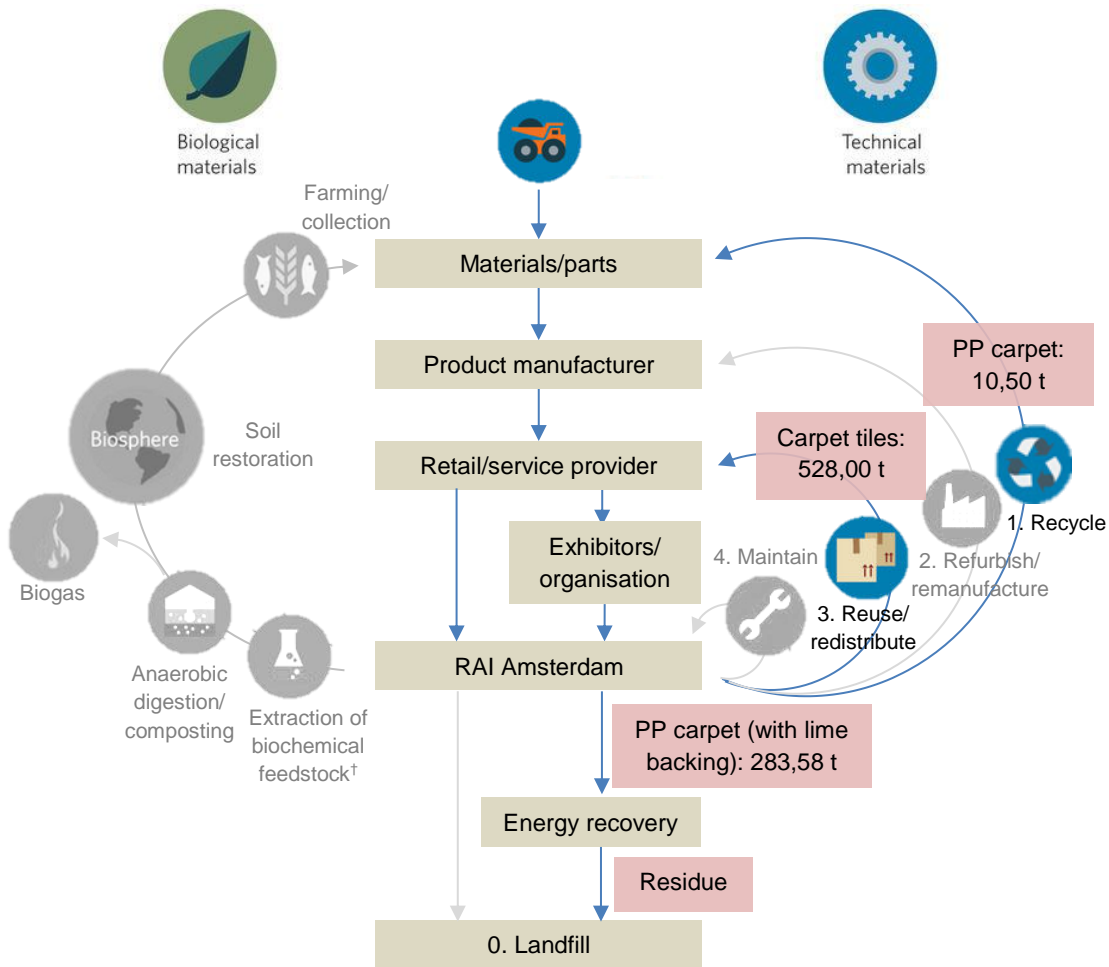 Biological
materials
Technical
materials
Farming/
collection
Materials/parts
PP carpet:
10,50 t
Product manufacturer
Carpet tiles:
528,00 t
Biosphere
Soil
restoration
Retail/service provider
1. Recycle
Exhibitors/
organisation
4. Maintain
2. Refurbish/
remanufacture
Biogas
3. Reuse/
redistribute
RAI Amsterdam
Anaerobic
digestion/
composting
Extraction of
biochemical
feedstock†
PP carpet (with lime
backing): 283,58 t
Energy recovery
Residue
0. Landfill